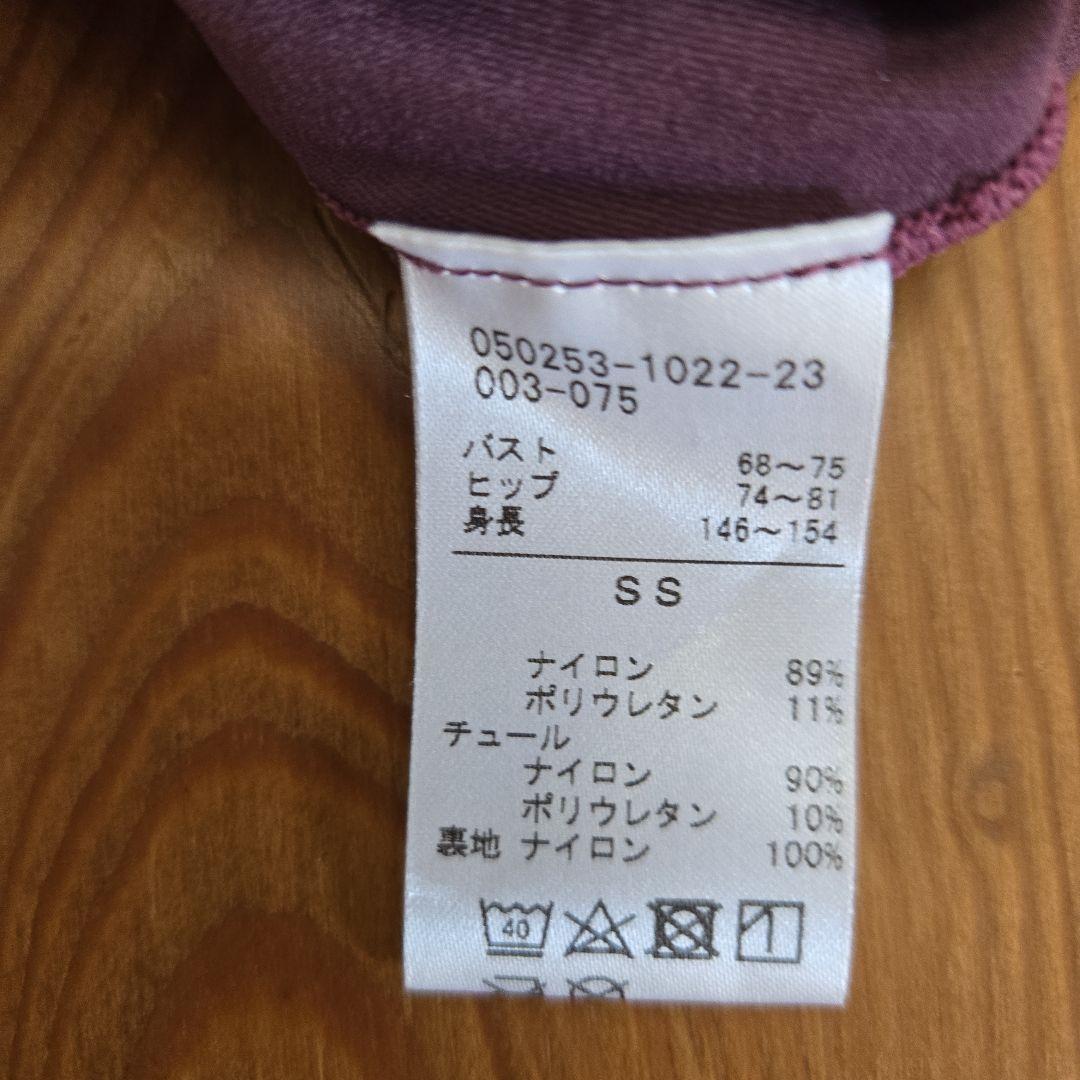 050253-1022-23
003-075
バスト 68～75
ヒップ 74～81
身長 146～154
SS
ナイロン 89%
ポリウレタン 11%
チュール
ナイロン 90%
ポリウレタン 10%
裏地 ナイロン 100%
40